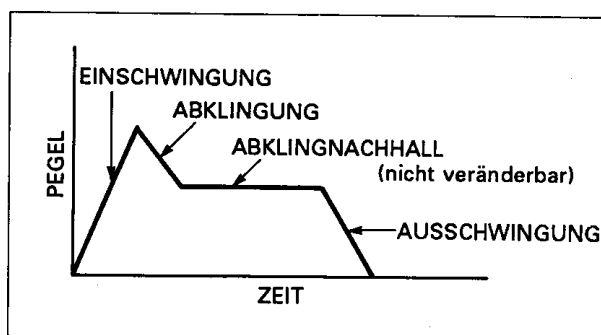 EINSCHWINGUNG
ABKLINGUNG
ABKLINGNACHHALL
(nicht veränderbar)
PEGEL
AUSSCHWINGUNG
ZEIT